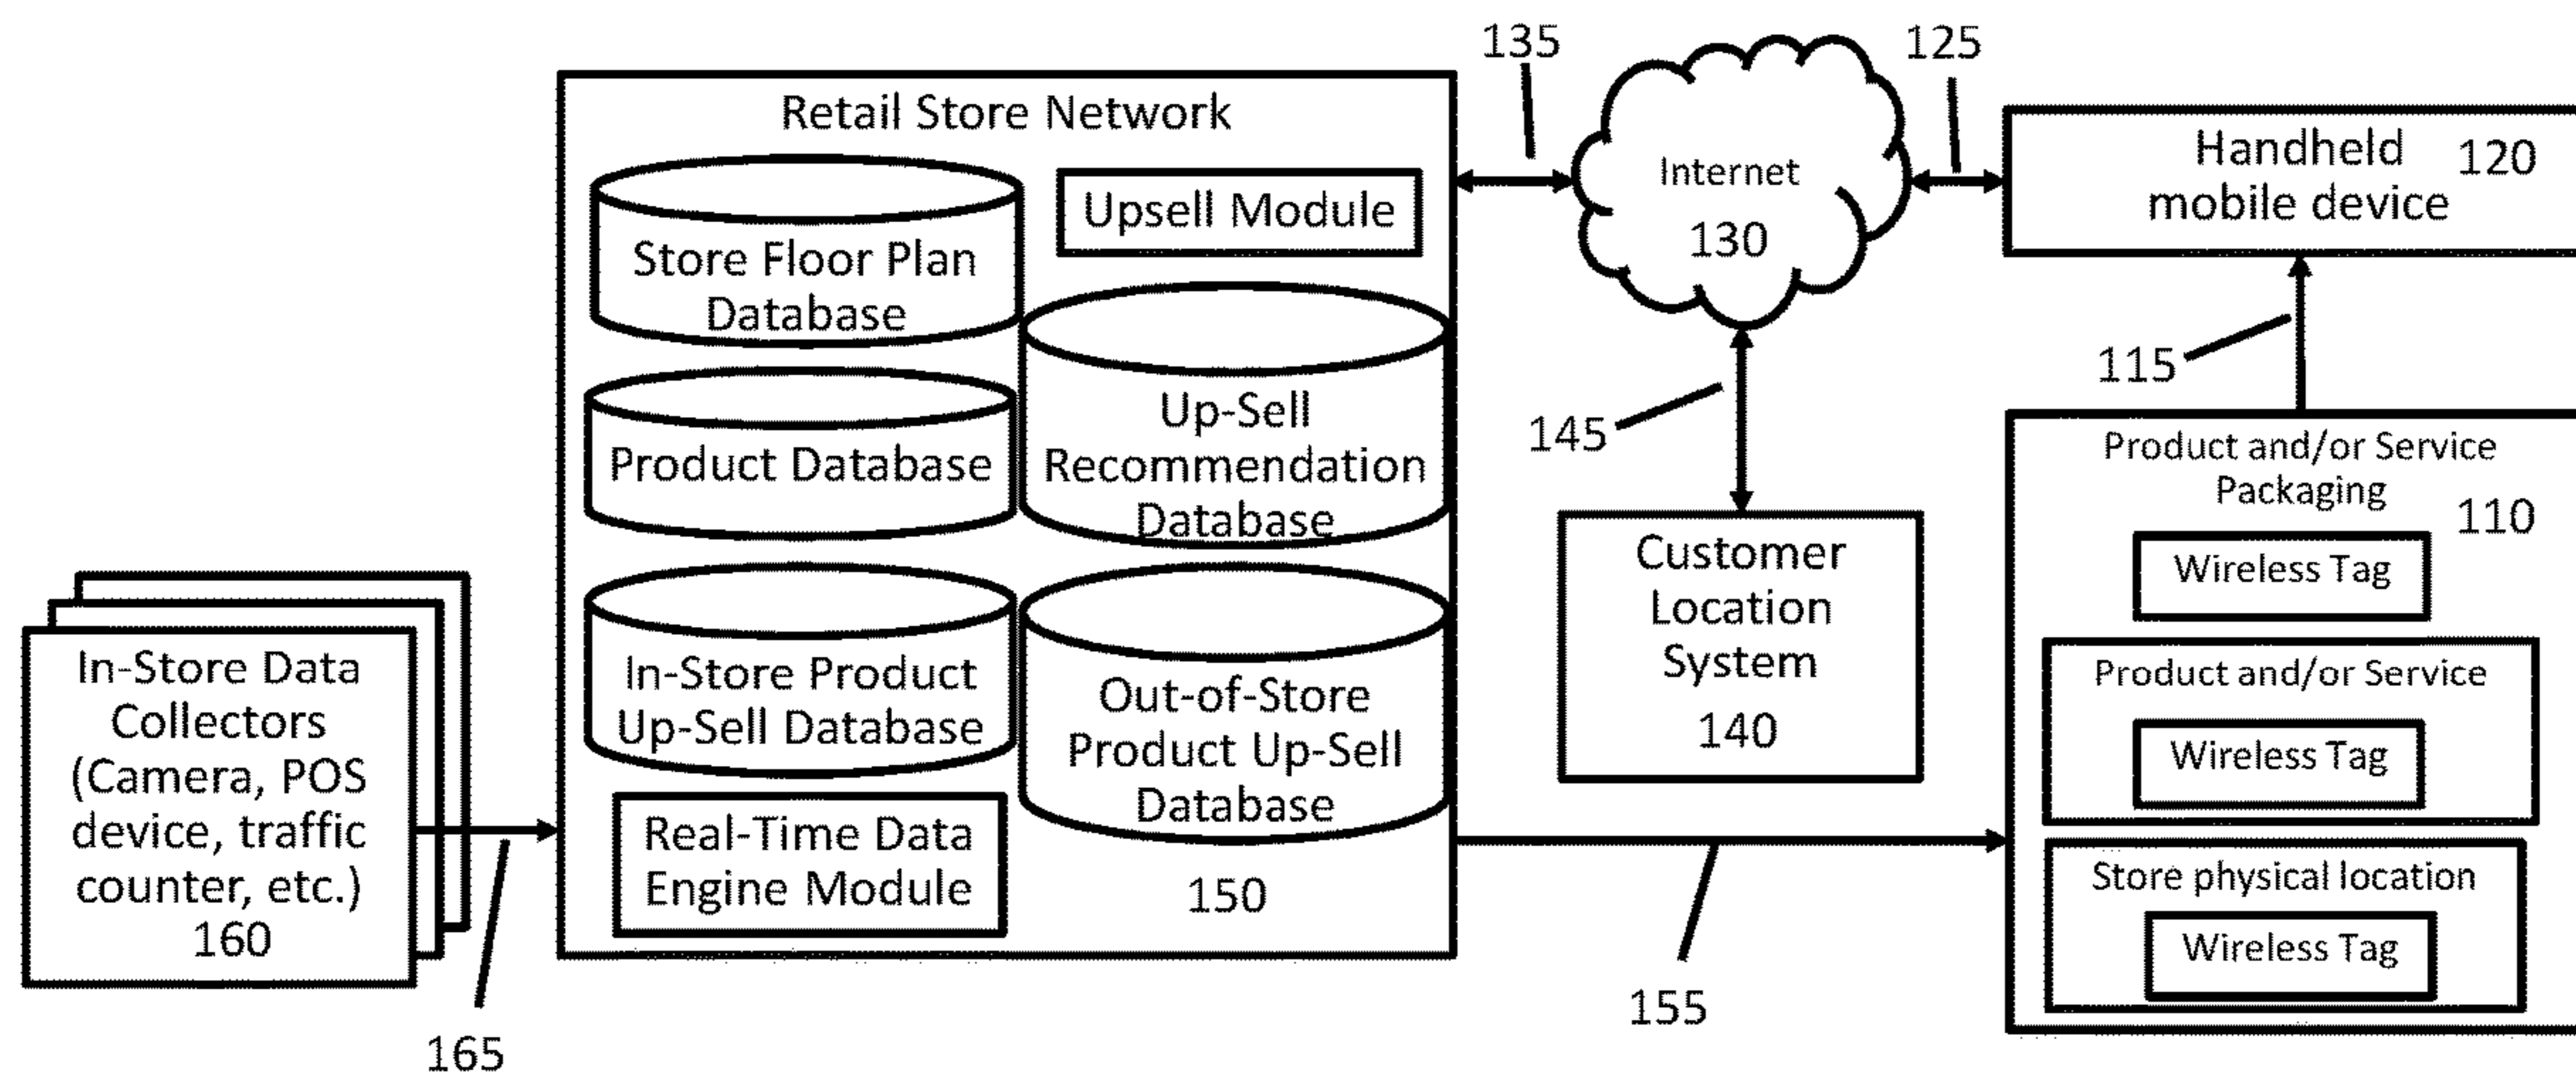 135
125
Retail Store Network
Store Floor Plan
Database
Upsell Module
Product Database
Up-Sell
Recommendation
Database
In-Store Product
Up-Sell Database
Out-of-Store
Product Up-Sell
Database
Real-Time Data
Engine Module
150
Internet
130
Handheld
mobile device
120
115
145
Customer
Location
System
140
Product and/or Service
Packaging
110
Wireless Tag
Product and/or Service
Wireless Tag
Store physical location
Wireless Tag
In-Store Data
Collectors
(Camera, POS
device, traffic
counter, etc.)
160
165
155